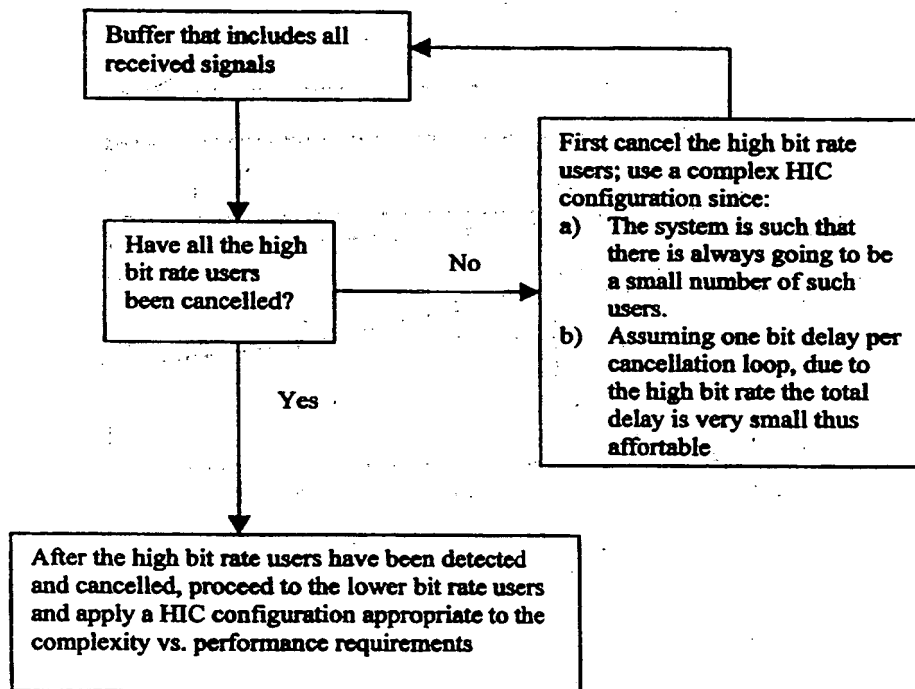 Buffer that includes all
received signals
First cancel the high bit rate
users; use a complex HIC
configuration since:
a) The system is such that
there is always going to be
a small number of such
users.
b) Assuming one bit delay per
cancellation loop, due to
the high bit rate the total
delay is very small thus
affortable
Have all the high
bit rate users
been cancelled?
No
Yes
After the high bit rate users have been detected
and cancelled, proceed to the lower bit rate users
and apply a HIC configuration appropriate to the
complexity vs. performance requirements